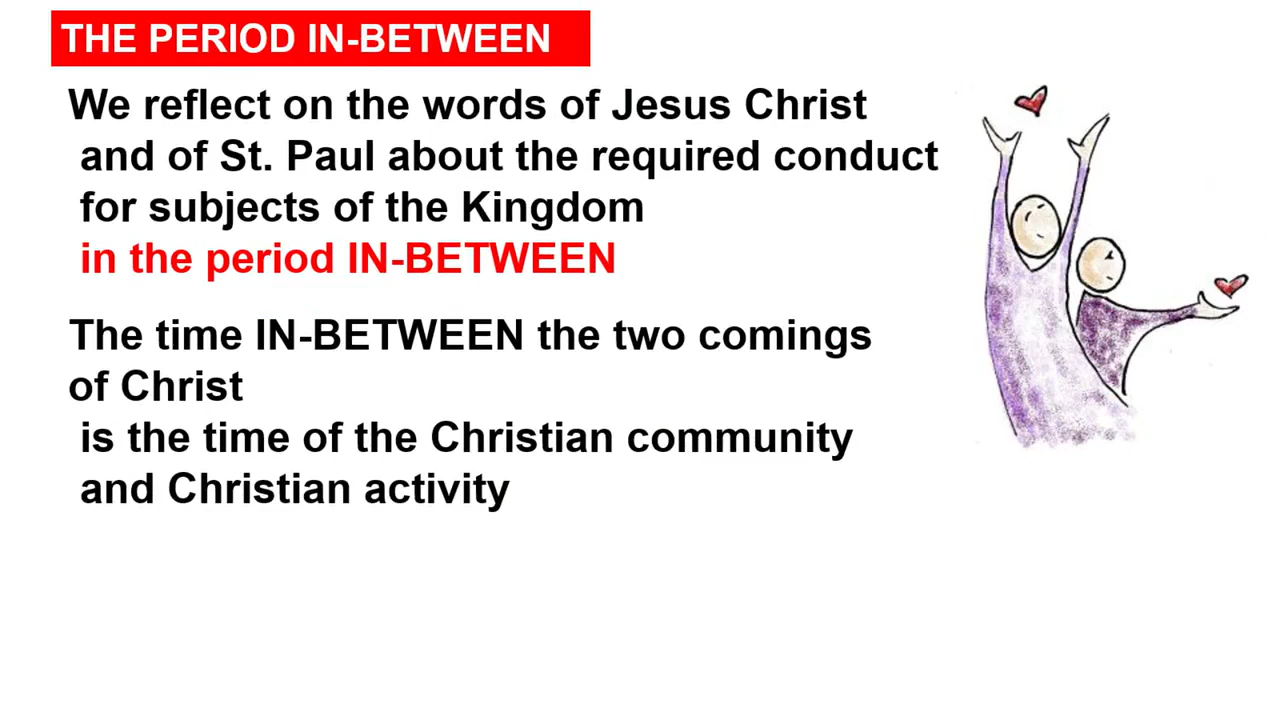 THE PERIOD IN-BETWEEN
We reflect on the words of Jesus Christ
and of St. Paul about the required conduct
for subjects of the Kingdom
in the period IN-BETWEEN
The time IN-BETWEEN the two comings
of Christ
is the time of the Christian community
and Christian activity